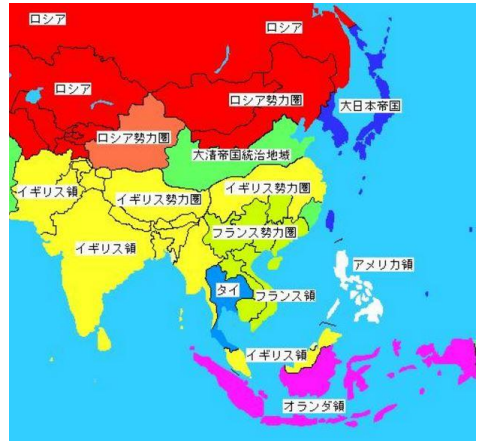 ロシア
ロシア
ロシア
ロシア勢力圏
大日本帝国
ロシア勢力圏
大清帝国統治地域
イギリス領
イギリス勢力圏
イギリス勢力圏
フランス勢力圏
イギリス領
アメリカ領
タイ
フランス領
イギリス領
オランダ領